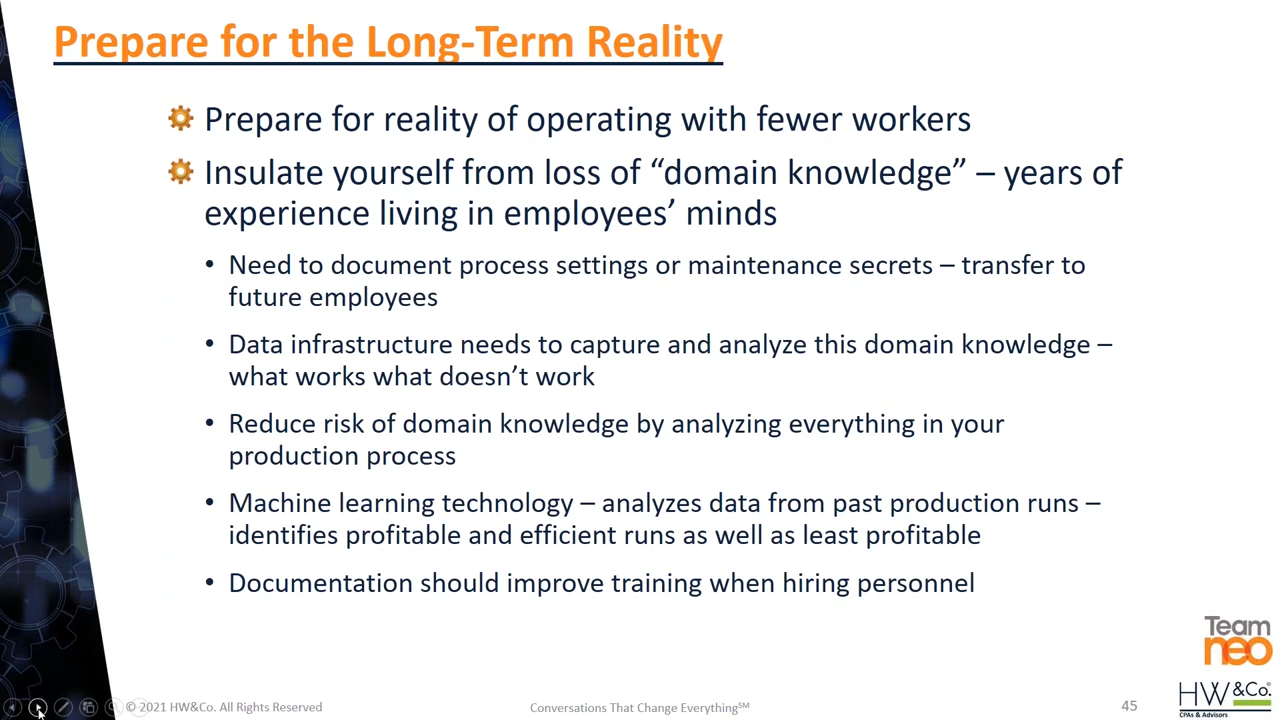 Prepare for the Long-Term Reality
Prepare for reality of operating with fewer workers
Insulate yourself from loss of “domain knowledge” – years of
experience living in employees’ minds
• Need to document process settings or maintenance secrets – transfer to
future employees
• Data infrastructure needs to capture and analyze this domain knowledge –
what works what doesn’t work
• Reduce risk of domain knowledge by analyzing everything in your
production process
• Machine learning technology – analyzes data from past production runs –
identifies profitable and efficient runs as well as least profitable
• Documentation should improve training when hiring personnel
Team
neo
HW&Co.®
CPAs & Advisors
© 2021 HW&Co. All Rights Reserved
Conversations That Change Everything℠
45